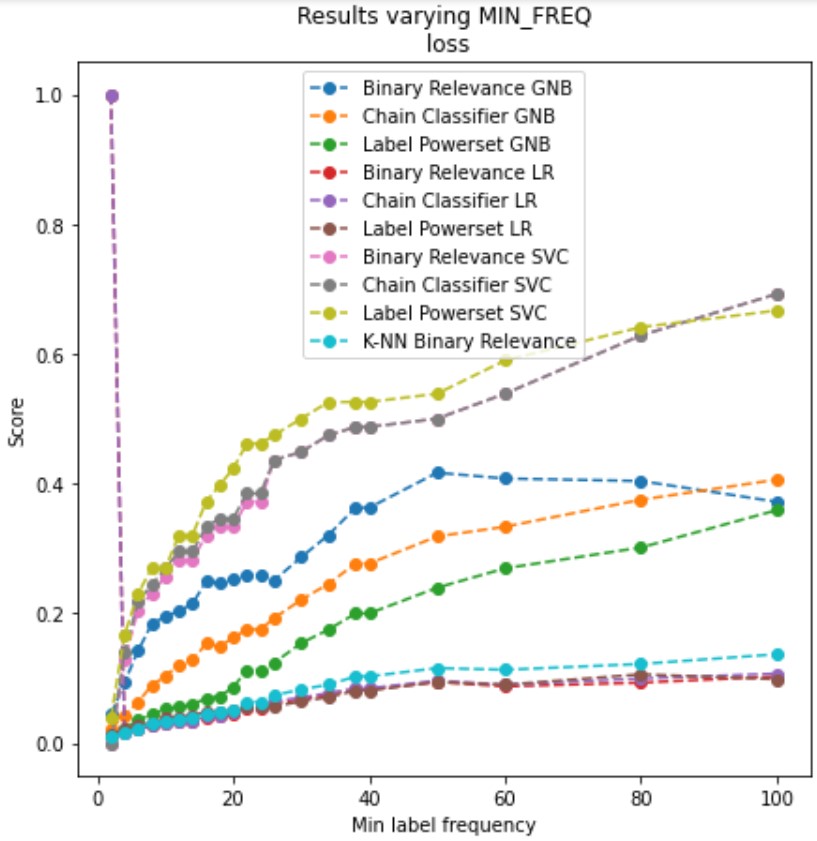 Results varying MIN_FREQ
loss
Binary Relevance GNB
Chain Classifier GNB
Label Powerset GNB
Binary Relevance LR
Chain Classifier LR
Label Powerset LR
Binary Relevance SVC
Chain Classifier SVC
Label Powerset SVC
K-NN Binary Relevance
1.0
0.8
0.6
0.4
0.2
0.0
Score
0 20 40 60 80 100
Min label frequency